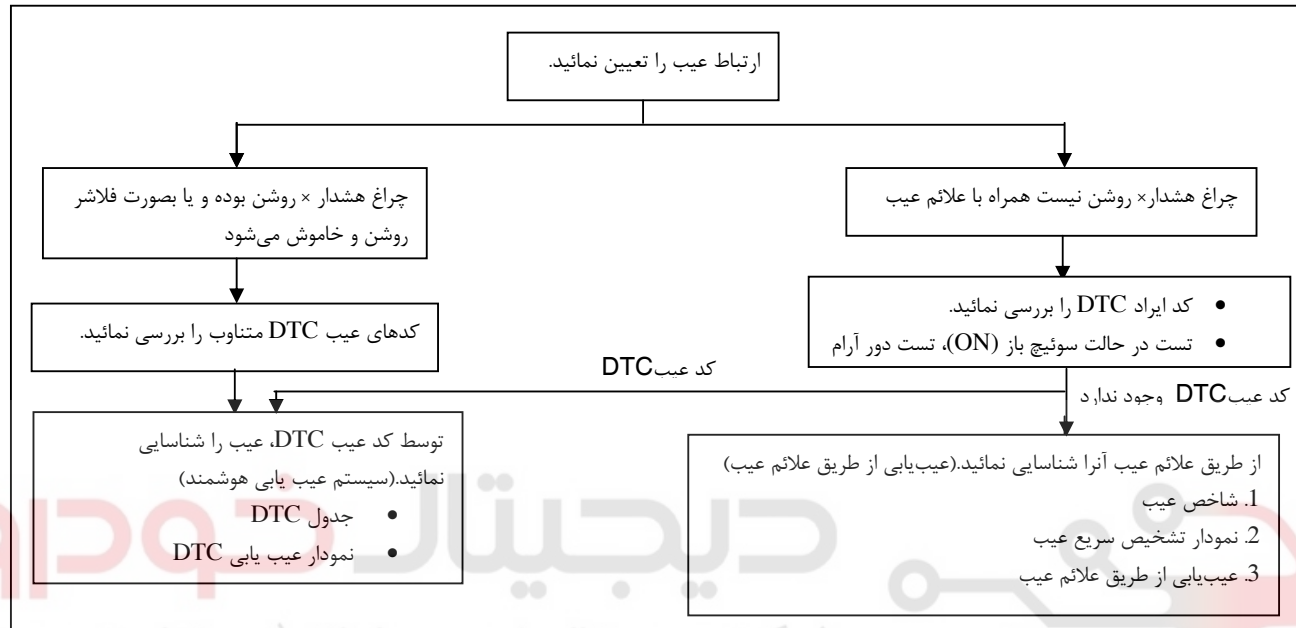 ارتباط عیب را تعیین نمائید.
چراغ هشدار× روشن نیست همراه با علائم عیب
چراغ هشدار × روشن بوده و یا بصورت فلاشر
روشن و خاموش می‌شود
• کد ایراد DTC را بررسی نمائید.
• تست در حالت سوئیچ باز (ON)، تست دور آرام
کدهای عیب DTC متناوب را بررسی نمائید.
کد عیبDTC
کد عیبDTC وجود ندارد
از طریق علائم عیب آنرا شناسایی نمائید.(عیب‌یابی از طریق علائم عیب)
1. شاخص عیب
2. نمودار تشخیص سریع عیب
3. عیب‌یابی از طریق علائم عیب
توسط کد عیب DTC، عیب را شناسایی
نمائید.(سیستم عیب یابی هوشمند)
• جدول DTC
• نمودار عیب یابی DTC
دیجیتال خودرو